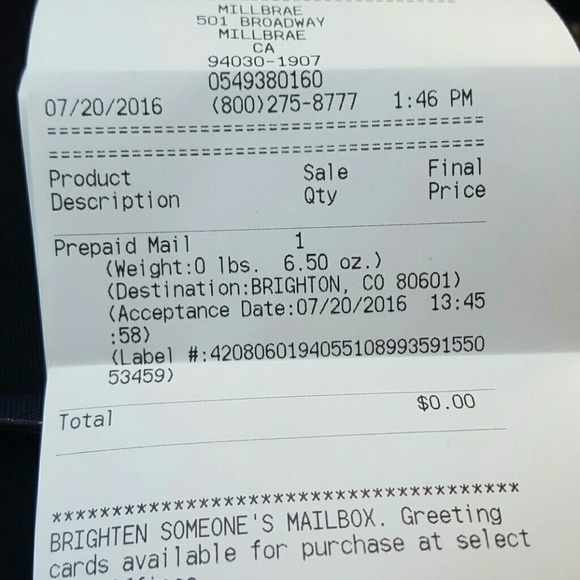 MILLBRAE
501 BROADWAY
MILLBRAE
CA
94030-1907
0549380160
07/20/2016 (800)275-8777 1:46 PM
=====================================
=====================================
Product Sale Final
Description Qty Price
Prepaid Mail 1
(Weight:0 lbs. 6.50 oz.)
(Destination:BRIGHTON, CO 80601)
(Acceptance Date:07/20/2016 13:45
:58)
(Label #:4208060194055108993591550
53459)
Total $0.00
***************************************
BRIGHTEN SOMEONE'S MAILBOX. Greeting
cards available for purchase at select